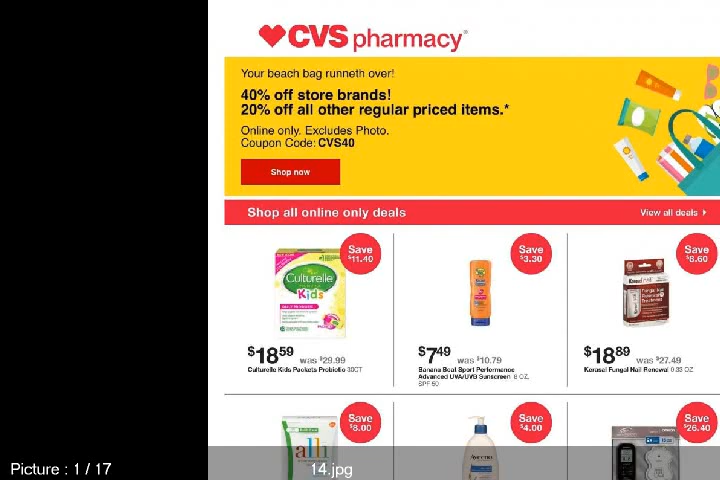 CVS pharmacy
Your beach bag runneth over!
40% off store brands!
20% off all other regular priced items.*
Online only. Excludes Photo.
Coupon Code: CVS40
Shop now
Shop all online only deals
View all deals
Save
$11.40
Save
$3.30
Save
$8.60
Culturelle
Kids
$18 59 was $29.99
Culturelle Kids Packets Probiotic 30CT
$7 49 was $10.79
Banana Boat Sport Performance
Advanced UVA/UVB Sunscreen 8 OZ,
SPF 50
$18 89 was $27.49
Kerasal Fungal Nail Renewal 0.33 OZ
Save
$8.00
Save
$4.00
Save
$26.40
alli
Aveeno
Picture : 1 / 17
14.jpg